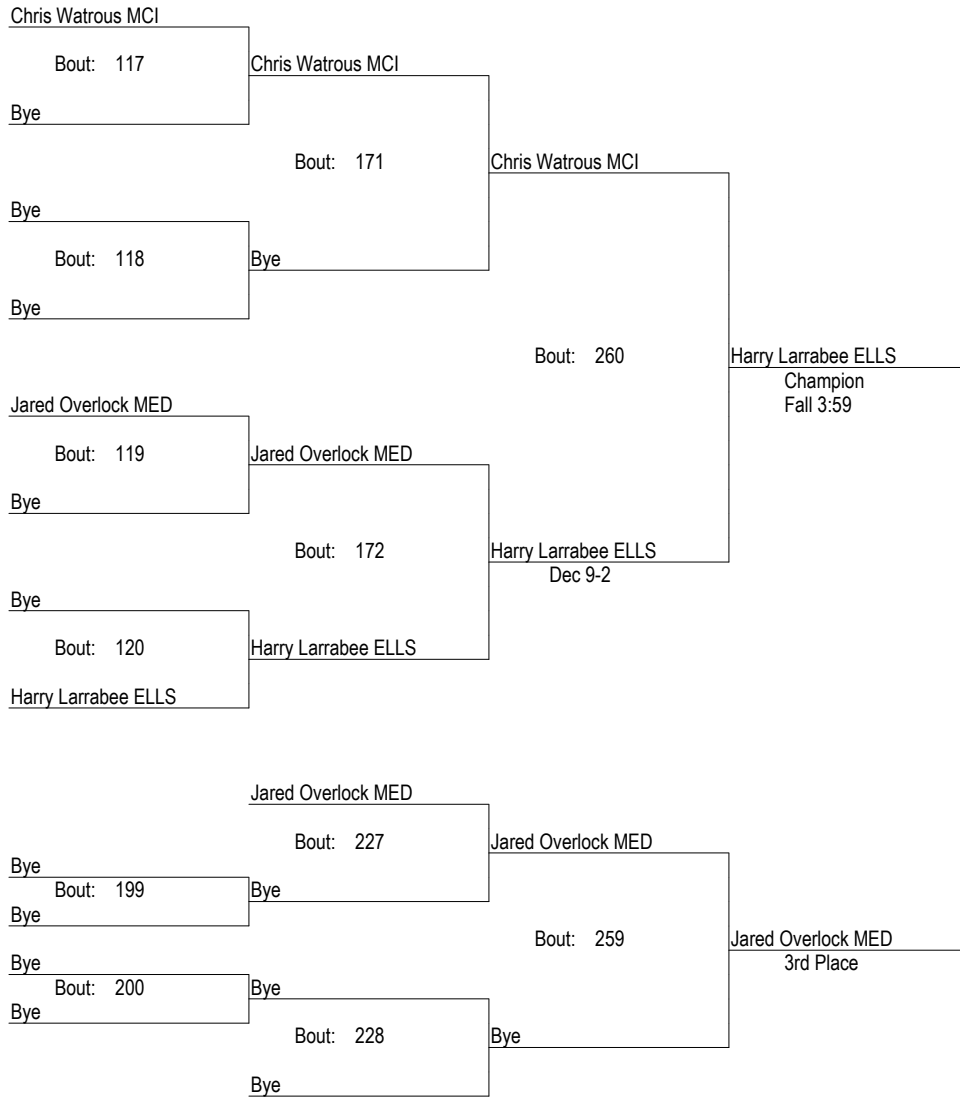 Chris Watrous MCI
Bout: 117
Chris Watrous MCI
Bye
Bout: 171
Chris Watrous MCI
Bye
Bout: 118
Bye
Bye
Bout: 260
Harry Larrabee ELLS
Champion
Fall 3:59
Jared Overlock MED
Bout: 119
Jared Overlock MED
Bye
Bout: 172
Harry Larrabee ELLS
Dec 9-2
Bye
Bout: 120
Harry Larrabee ELLS
Harry Larrabee ELLS
Jared Overlock MED
Bout: 227
Jared Overlock MED
Bye
Bout: 199
Bye
Bye
Bout: 259
Jared Overlock MED
3rd Place
Bye
Bout: 200
Bye
Bye
Bout: 228
Bye
Bye